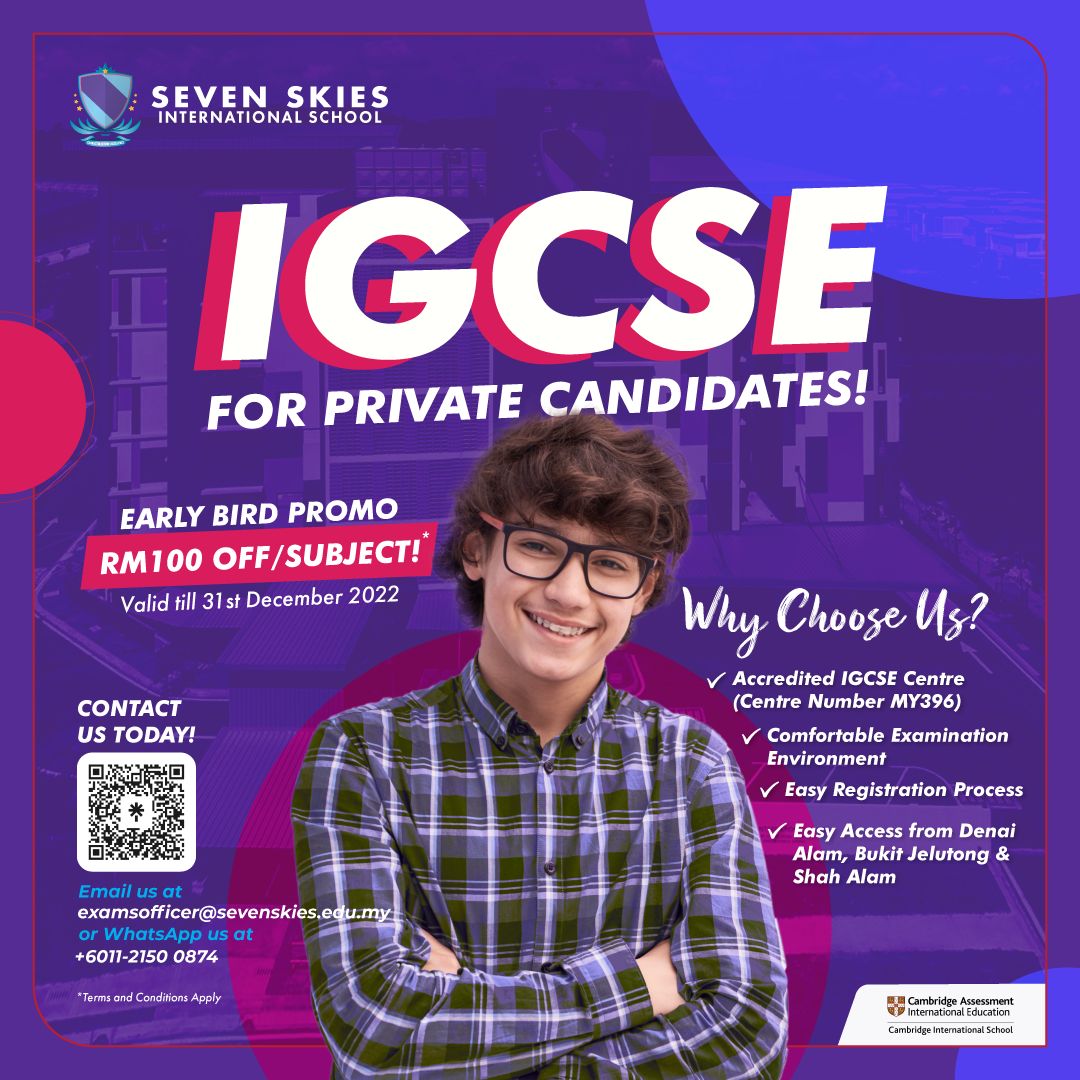 SEVEN SKIES
INTERNATIONAL SCHOOL
IGCSE
FOR PRIVATE CANDIDATES!
EARLY BIRD PROMO
RM100 OFF/SUBJECT!*
Valid till 31st December 2022
Why Choose Us?
Accredited IGCSE Centre
(Centre Number MY396)
Comfortable Examination
Environment
Easy Registration Process
Easy Access from Denai
Alam, Bukit Jelutong &
Shah Alam
CONTACT
US TODAY!
Email us at
examsofficer@sevenskies.edu.my
or WhatsApp us at
+6011-2150 0874
*Terms and Conditions Apply
Cambridge Assessment
International Education
Cambridge International School